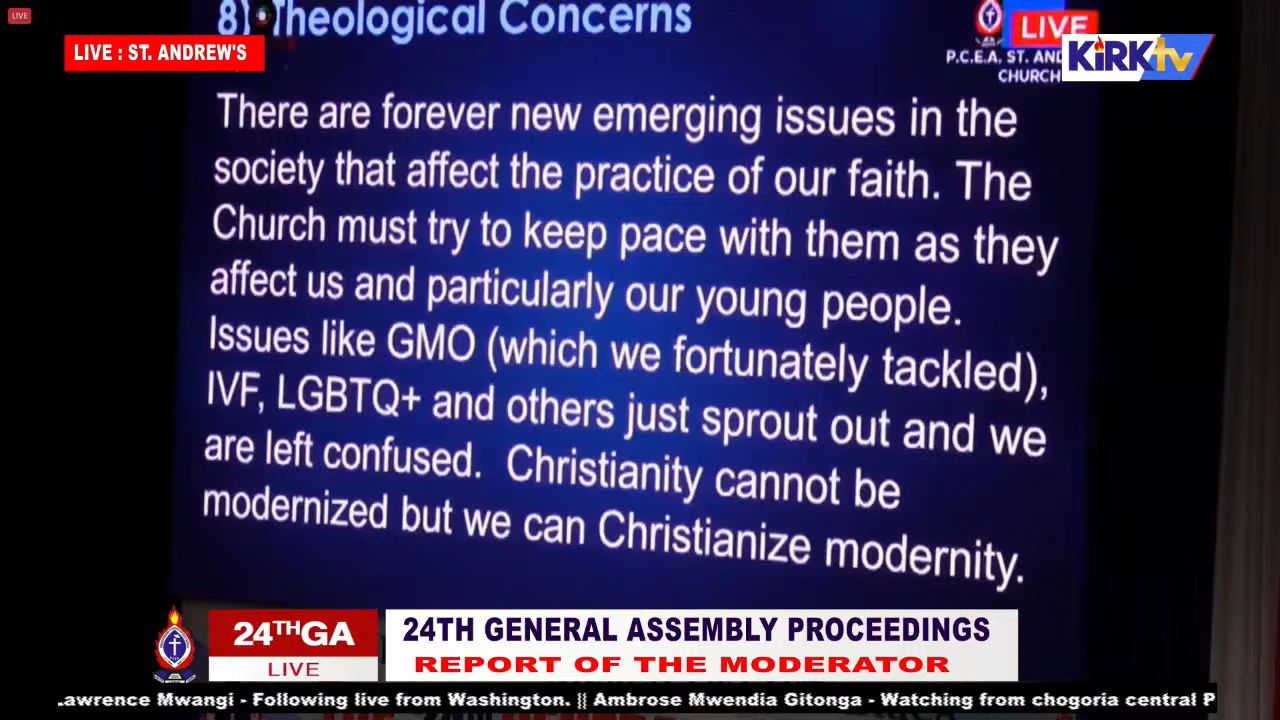 LIVE
8) Theological Concerns
LIVE
LIVE : ST. ANDREW'S
KiRKtv
P.C.E.A. ST. AND
CHURCH
There are forever new emerging issues in the
society that affect the practice of our faith. The
Church must try to keep pace with them as they
affect us and particularly our young people.
Issues like GMO (which we fortunately tackled),
IVF, LGBTQ+ and others just sprout out and we
are left confused. Christianity cannot be
modernized but we can Christianize modernity.
24TH GA
24TH GENERAL ASSEMBLY PROCEEDINGS
LIVE
REPORT OF THE MODERATOR
awrence Mwangi - Following live from Washington. || Ambrose Mwendia Gitonga - Watching from chogoria central P